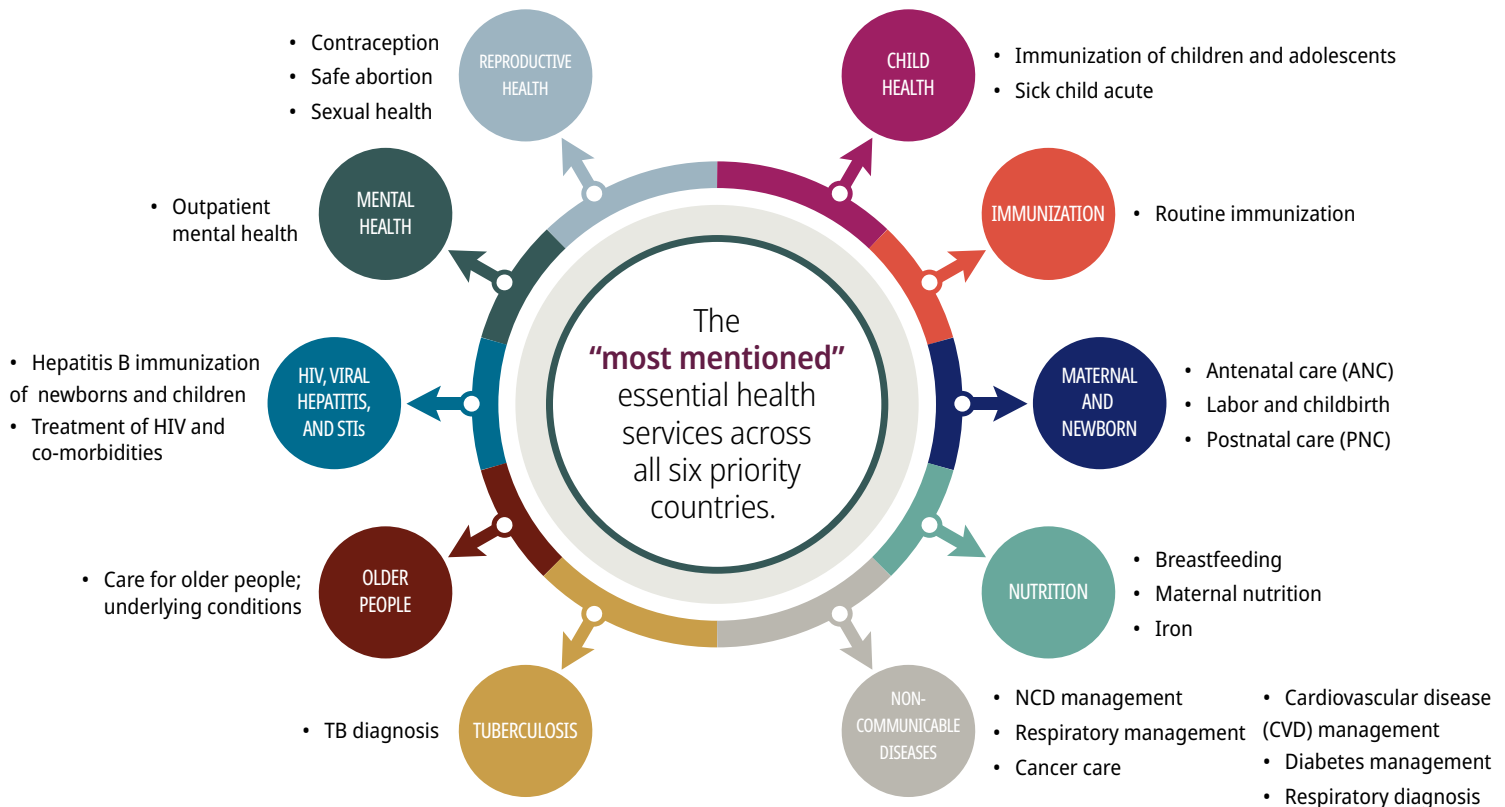 The
“most mentioned”
essential health
services across
all six priority
countries.
CHILD
HEALTH
• Immunization of children and adolescents
• Sick child acute
IMMUNIZATION
• Routine immunization
MATERNAL
AND
NEWBORN
• Antenatal care (ANC)
• Labor and childbirth
• Postnatal care (PNC)
NUTRITION
• Breastfeeding
• Maternal nutrition
• Iron
NON-
COMMUNICABLE
DISEASES
• NCD management
• Respiratory management
• Cancer care
• Cardiovascular disease
(CVD) management
• Diabetes management
• Respiratory diagnosis
TUBERCULOSIS
• TB diagnosis
OLDER
PEOPLE
• Care for older people;
underlying conditions
HIV, VIRAL
HEPATITIS,
AND STIs
• Hepatitis B immunization
of newborns and children
• Treatment of HIV and
co-morbidities
MENTAL
HEALTH
• Outpatient
mental health
REPRODUCTIVE
HEALTH
• Contraception
• Safe abortion
• Sexual health